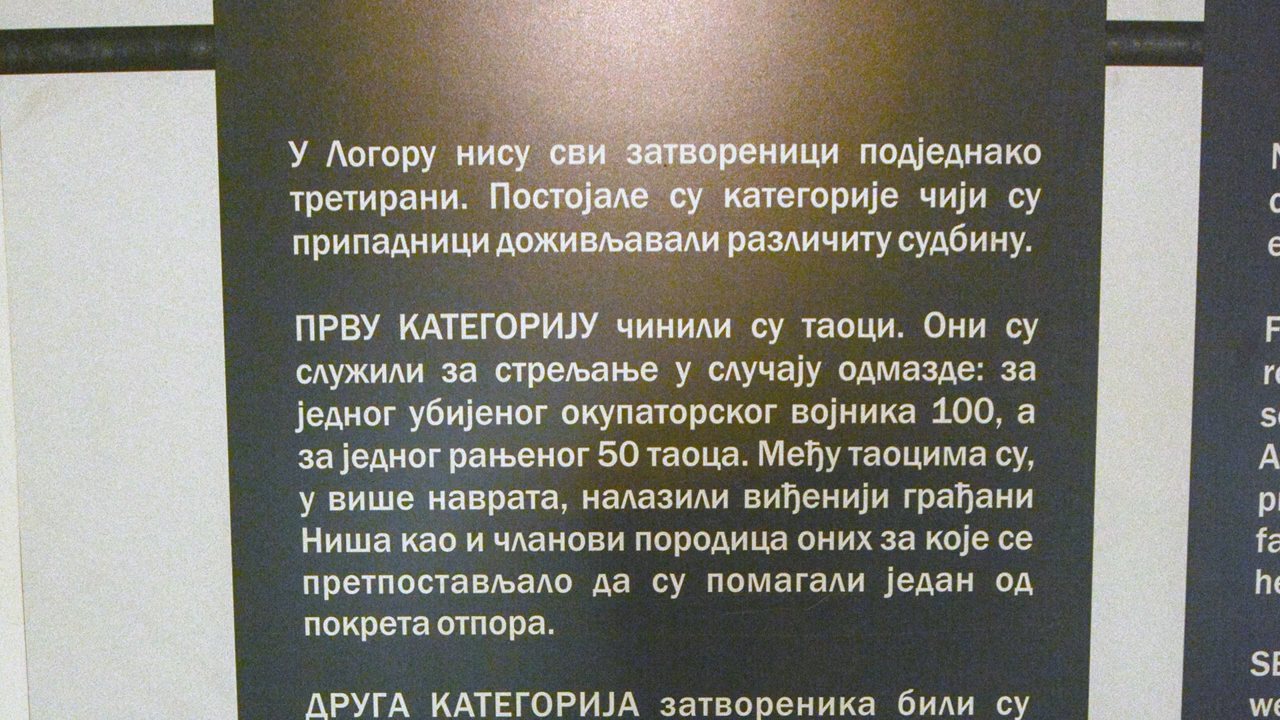 У Логору нису сви затвореници подједнако
третирани. Постојале су категорије чији су
припадници доживљавали различиту судбину.
ПРВУ КАТЕГОРИЈУ чинили су таоци. Они су
служили за стрељање у случају одмазде: за
једног убијеног окупаторског војника 100, а
за једног рањеног 50 таоца. Међу таоцима су,
у више наврата, налазили виђенији грађани
Ниша као и чланови породица оних за које се
претпостављало да су помагали један од
покрета отпора.
ДРУГА КАТЕГОРИЈА затвореника били су